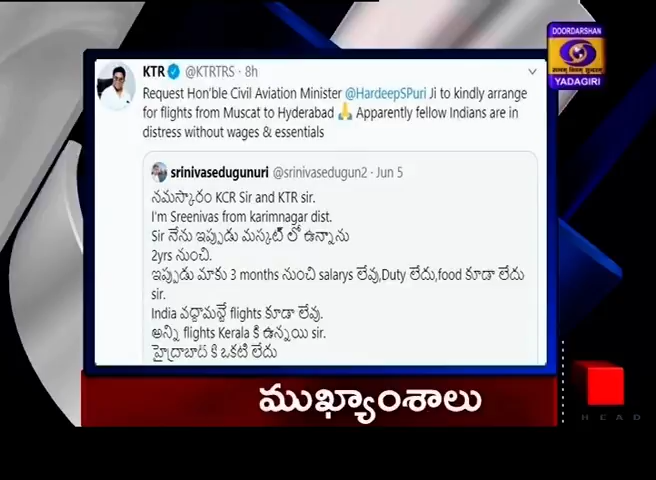 DOORDARSHAN
YADAGIRI
KTR @KTRTRS · 8h
Request Hon'ble Civil Aviation Minister @HardeepSPuri Ji to kindly arrange
for flights from Muscat to Hyderabad 🙏 Apparently fellow Indians are in
distress without wages & essentials
srinivasedugunuri @srinivasedugun2 · Jun 5
నమస్కారం KCR Sir and KTR sir.
I'm Sreenivas from karimnagar dist.
Sir నేను ఇప్పుడు మస్కట్ లో ఉన్నాను
2yrs నుంచి.
ఇప్పుడు మాకు 3 months నుంచి salarys లేవు,Duty లేదు,food కూడా లేదు
sir.
India వద్దామన్టే flights కూడా లేవు.
అన్ని flights Kerala కి ఉన్నయి sir.
హైద్రాబాద్ కి ఒకటి లేదు
ముఖ్యాంశాలు
HEAD